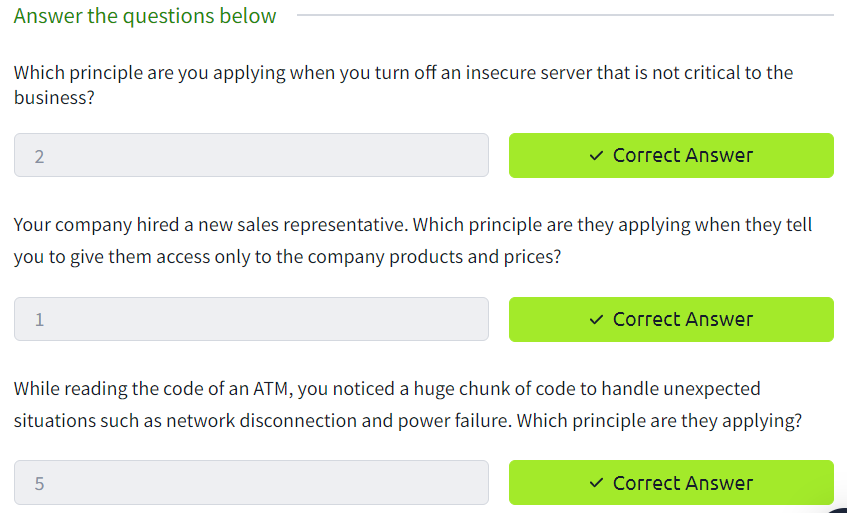 Answer the questions below
Which principle are you applying when you turn off an insecure server that is not critical to the
business?
2
✓ Correct Answer
Your company hired a new sales representative. Which principle are they applying when they tell
you to give them access only to the company products and prices?
1
✓ Correct Answer
While reading the code of an ATM, you noticed a huge chunk of code to handle unexpected
situations such as network disconnection and power failure. Which principle are they applying?
5
✓ Correct Answer